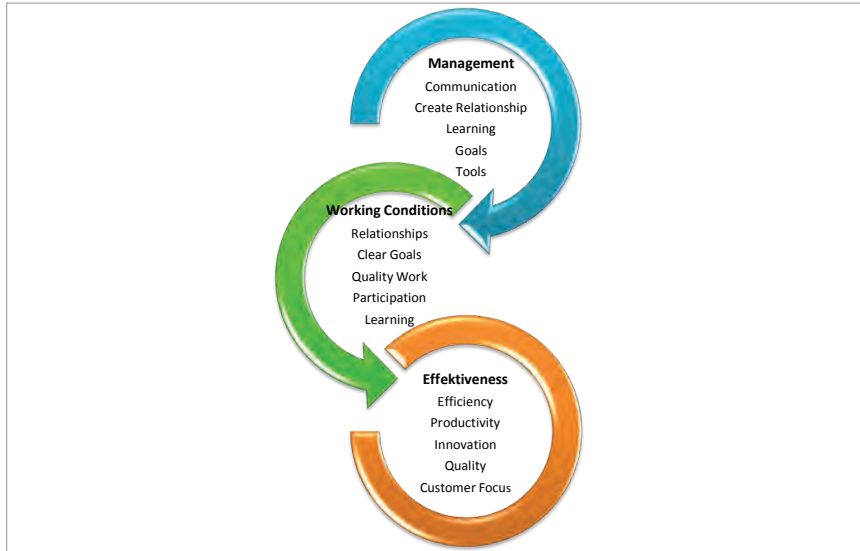 Management
Communication
Create Relationship
Learning
Goals
Tools
Working Conditions
Relationships
Clear Goals
Quality Work
Participation
Learning
Effektiveness
Efficiency
Productivity
Innovation
Quality
Customer Focus